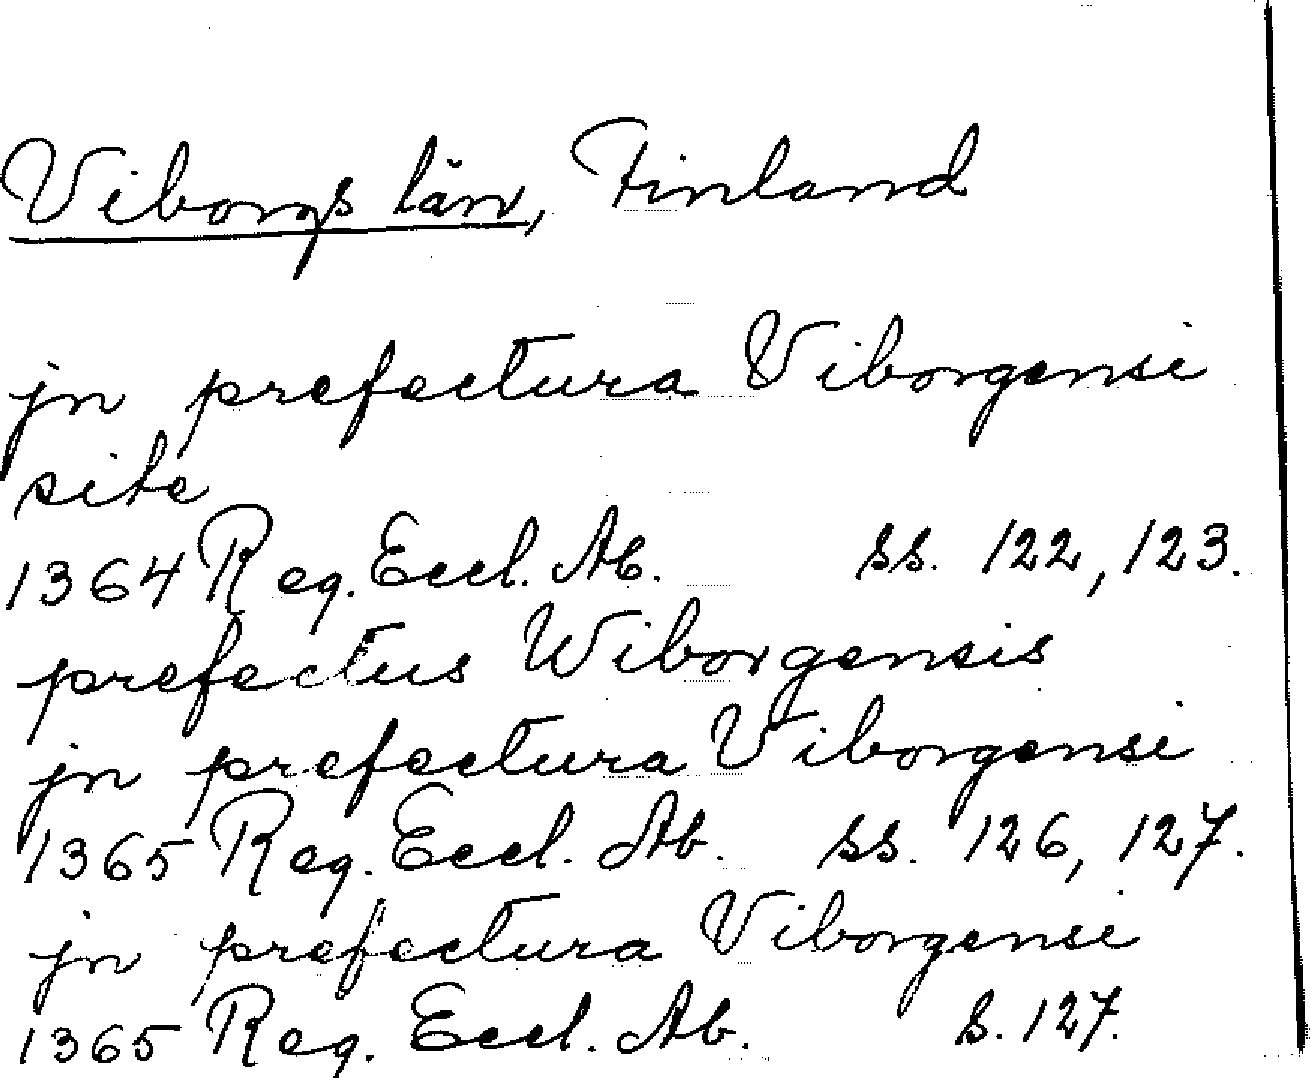 Viborgs län, Finland
jn prefectura Viborgensi
site
1364 Reg. Eccl. Ab. ss. 122, 123.
prefectus Wiborgensis
jn prefectura Viborgensi
1365 Reg. Eccl. Ab. ss. 126, 127.
jn prefectura Viborgensi
1365 Reg. Eccl. Ab. s. 127.